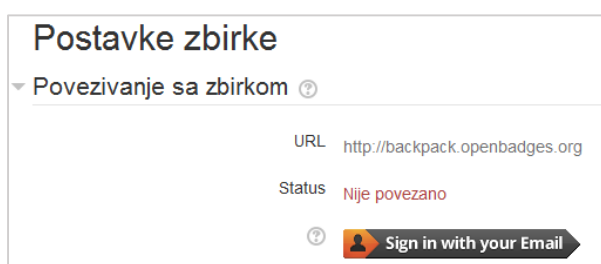 Postavke zbirke
Povezivanje sa zbirkom
URL http://backpack.openbadges.org
Status Nije povezano
Sign in with your Email